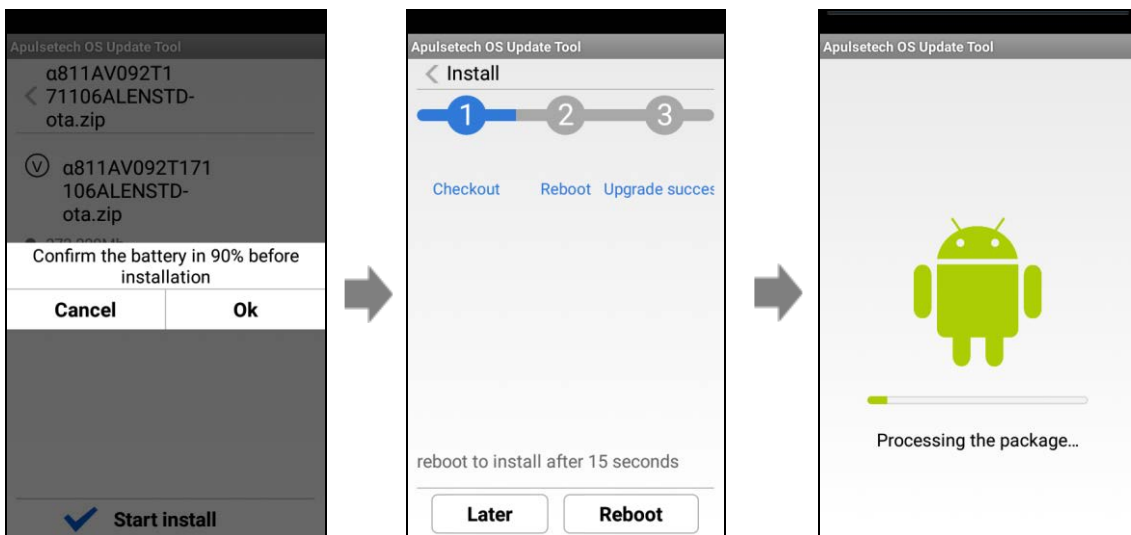 Apulsetech OS Update Tool
α811AV092T1
71106ALENSTD-
ota.zip
α811AV092T171
106ALENSTD-
ota.zip
Confirm the battery in 90% before
installation
Cancel Ok
Start install
Apulsetech OS Update Tool
Install
1 2 3
Checkout Reboot Upgrade succes
reboot to install after 15 seconds
Later Reboot
Apulsetech OS Update Tool
Processing the package...